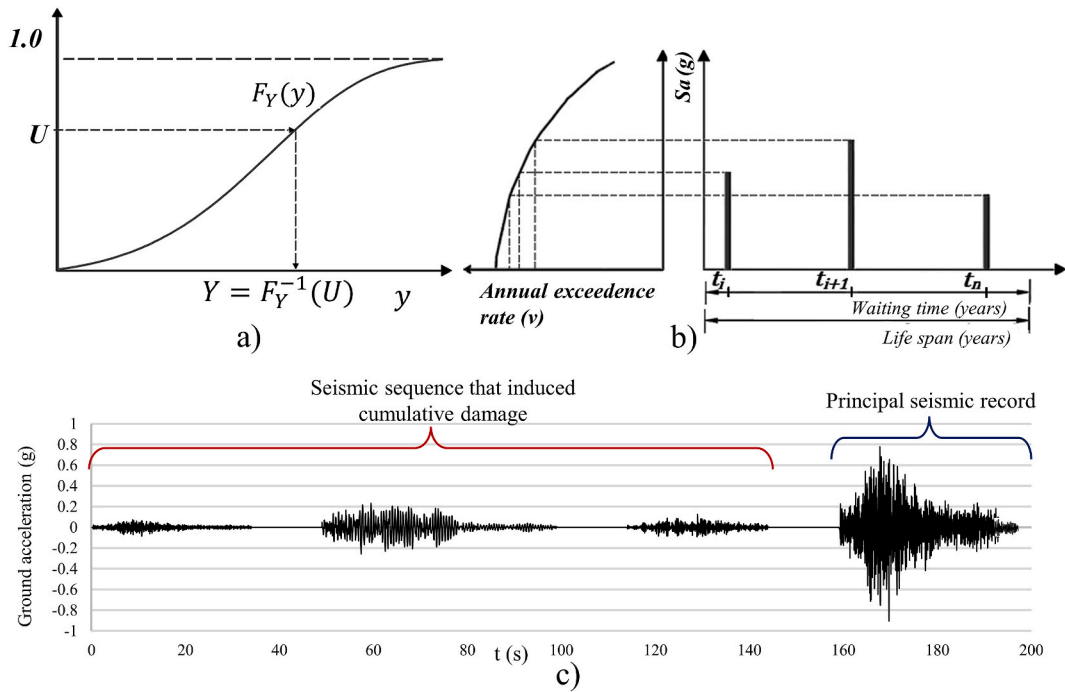 1.0
F_Y(y)
U
Y = F_Y^{-1}(U)
y
a)
Sa (g)
t_i
t_{i+1}
t_n
Annual exceedence
rate (v)
Waiting time (years)
Life span (years)
b)
Seismic sequence that induced
cumulative damage
Principal seismic record
Ground acceleration (g)
1
0.8
0.6
0.4
0.2
0
-0.2
-0.4
-0.6
-0.8
-1
0 20 40 60 80 100 120 140 160 180 200
t (s)
c)